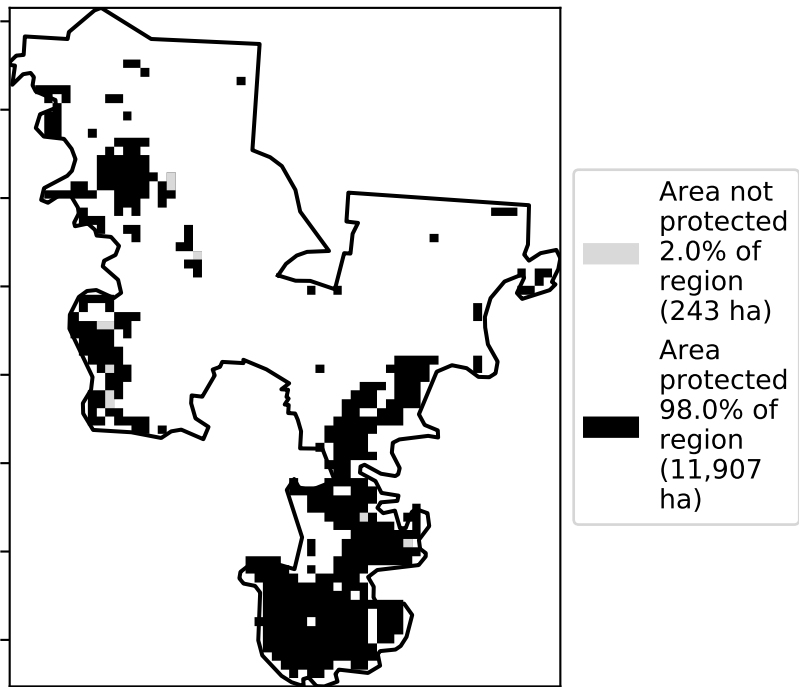 Area not
protected
2.0% of
region
(243 ha)
Area
protected
98.0% of
region
(11,907
ha)